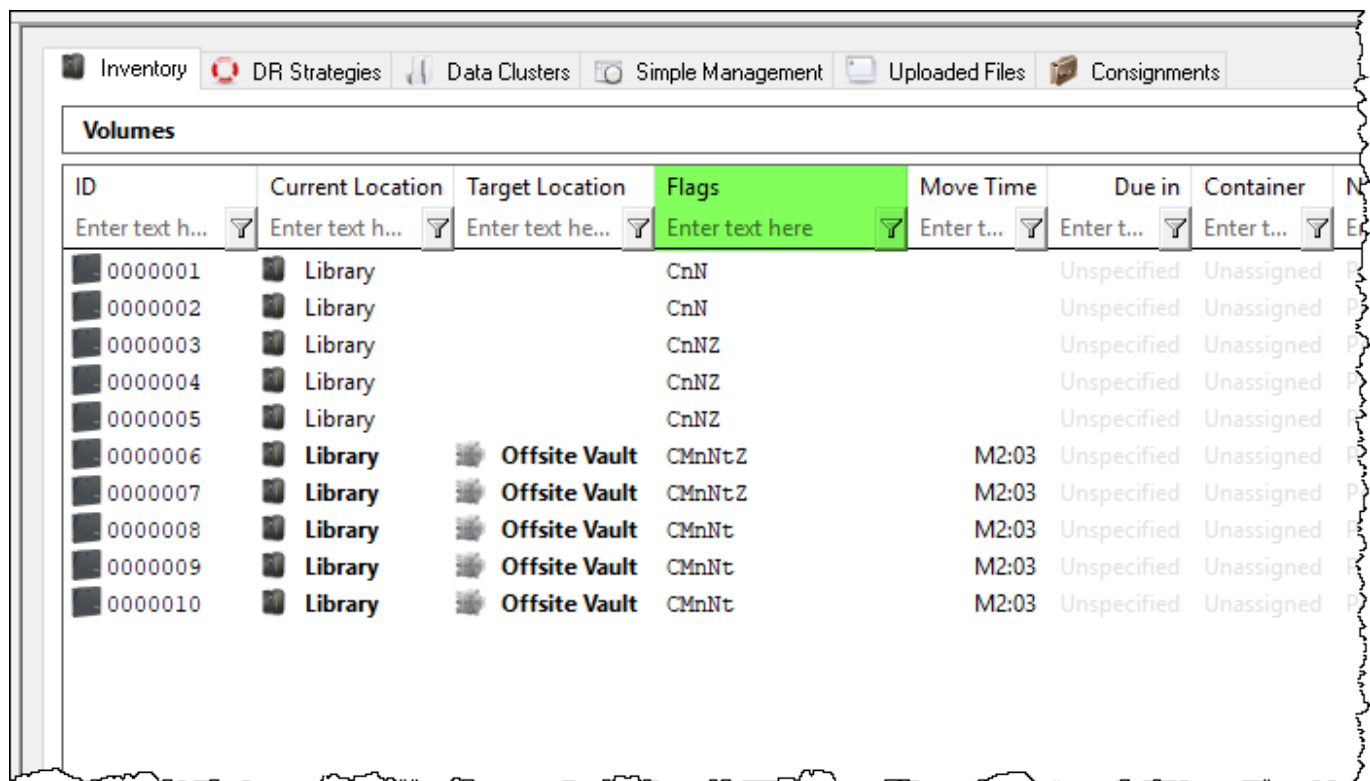 Inventory DR Strategies Data Clusters Simple Management Uploaded Files Consignments
Volumes
ID Current Location Target Location Flags Move Time Due in Container
Enter text h... Enter text h... Enter text he... Enter text here Enter t... Enter t... Enter t...
0000001 Library CnN Unspecified Unassigned
0000002 Library CnN Unspecified Unassigned
0000003 Library CnNZ Unspecified Unassigned
0000004 Library CnNZ Unspecified Unassigned
0000005 Library CnNZ Unspecified Unassigned
0000006 Library Offsite Vault CMnNtZ M2:03 Unspecified Unassigned
0000007 Library Offsite Vault CMnNtZ M2:03 Unspecified Unassigned
0000008 Library Offsite Vault CMnNt M2:03 Unspecified Unassigned
0000009 Library Offsite Vault CMnNt M2:03 Unspecified Unassigned
0000010 Library Offsite Vault CMnNt M2:03 Unspecified Unassigned